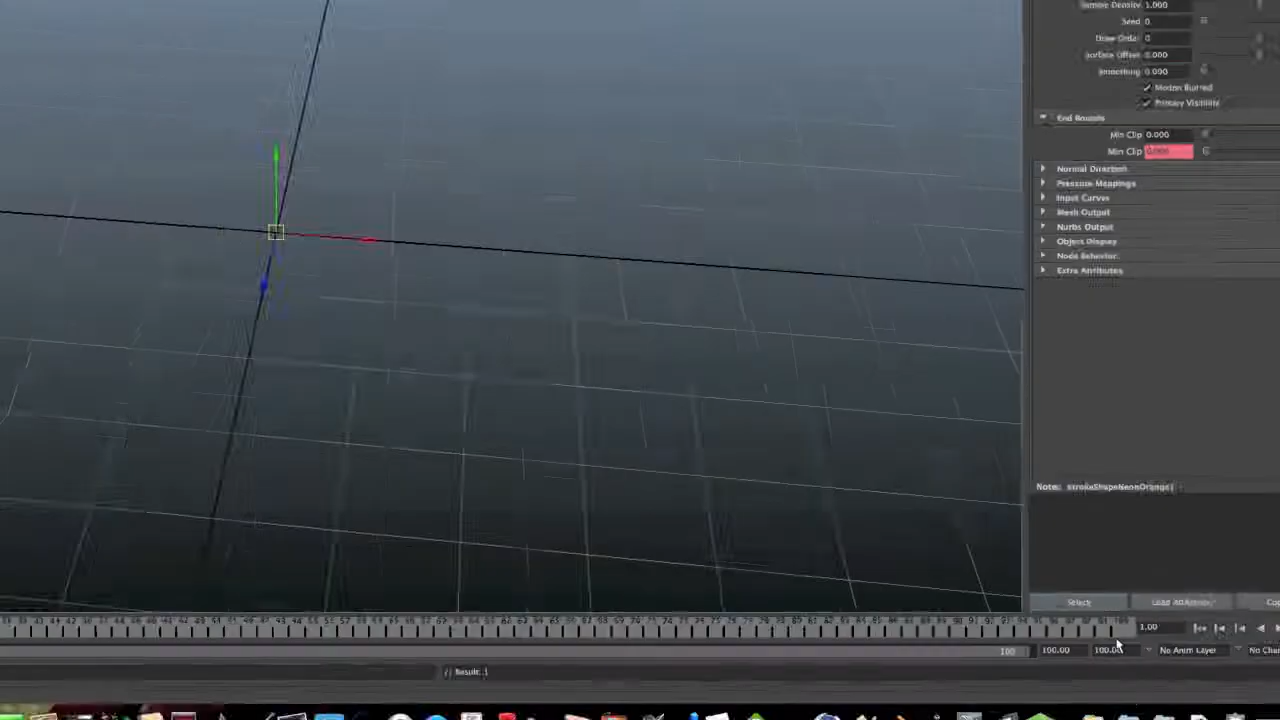 Sample Density 1.000
Seed 0
Draw Order 0
Surface Offset 0.000
Smoothing 0.000
Motion Blurred
Primary Visibility
End Bounds
Min Clip 0.000
Min Clip 0.000
Normal Direction
Pressure Mappings
Input Curves
Mesh Output
Nurbs Output
Object Display
Node Behavior
Extra Attributes
Note: strokeShapeNeonOrange1
Select
Load Attributes
1.00
100 100.00 100.00 No Anim Layer
// Result: 1